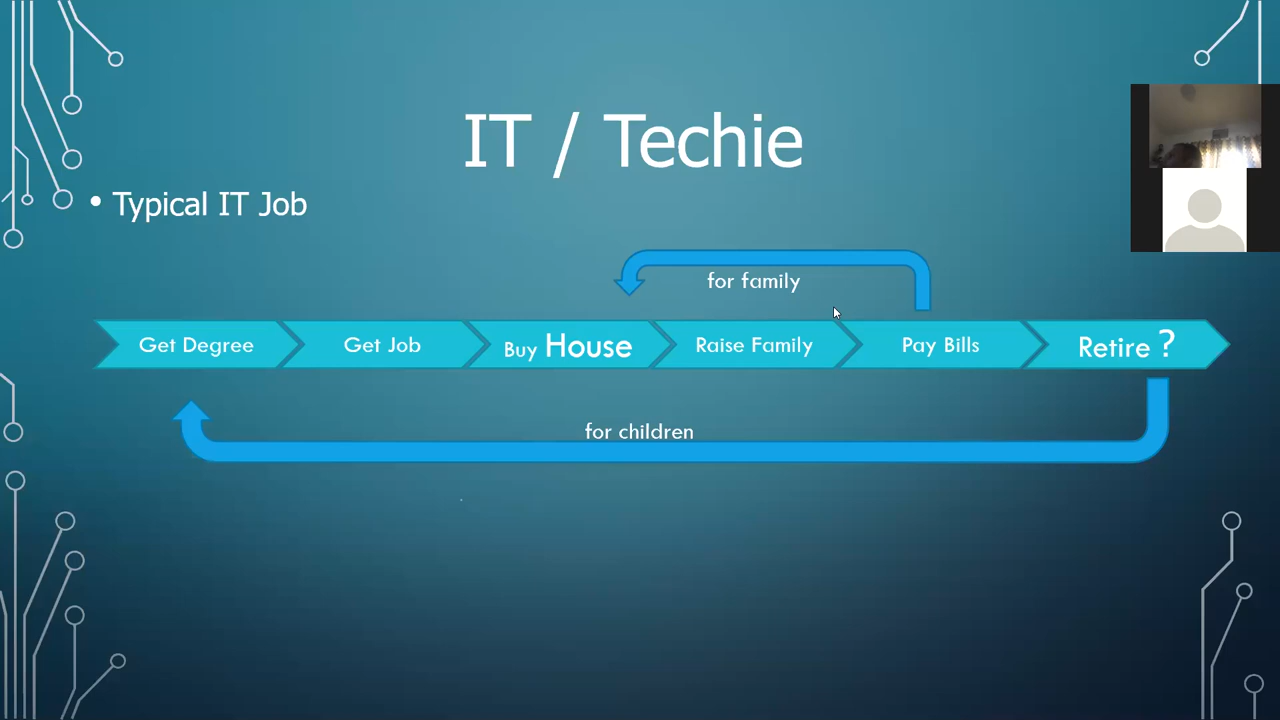 IT / Techie
• Typical IT Job
for family
Get Degree Get Job Buy House Raise Family Pay Bills Retire ?
for children